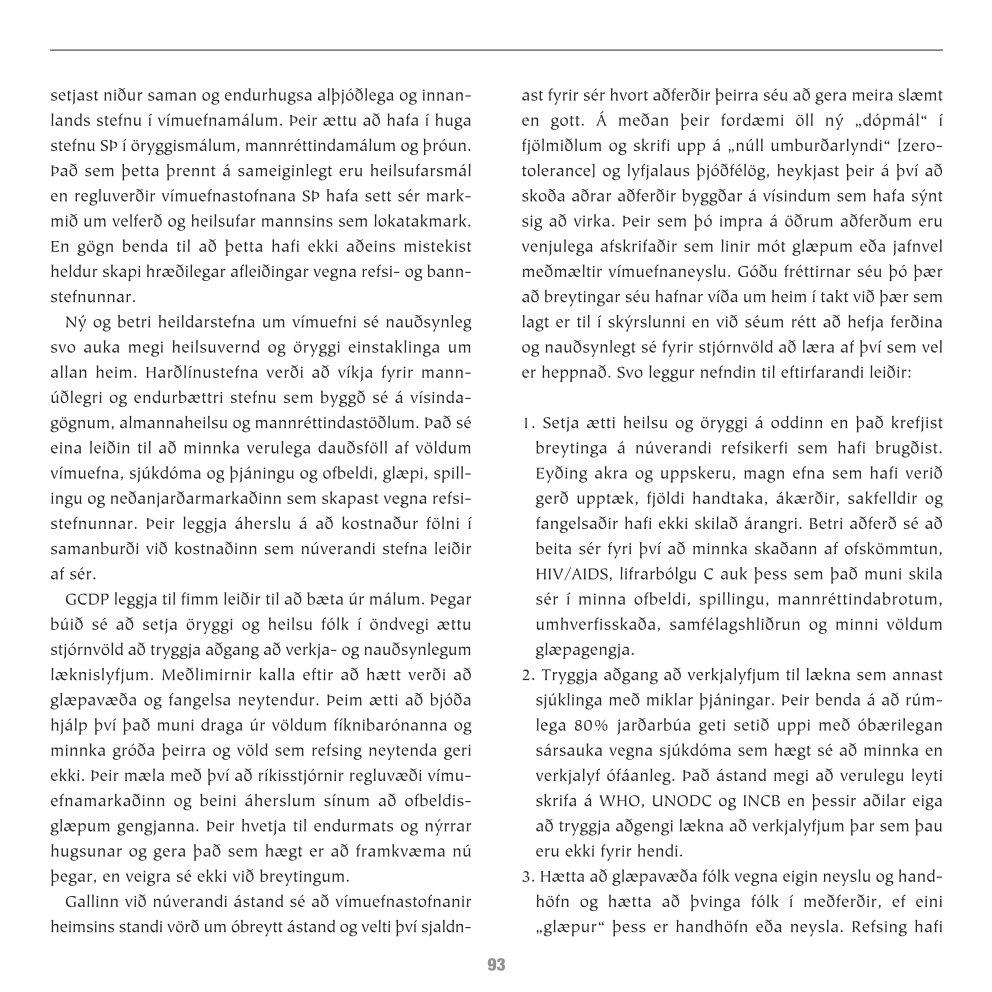 setjast niður saman og endurhugsa alþjóðlega og innan-
lands stefnu í vímuefnamálum. Þeir ættu að hafa í huga
stefnu SÞ í öryggismálum, mannréttindamálum og þróun.
Það sem þetta þrennt á sameiginlegt eru heilsufarsmál
en regluverðir vímuefnastofnana SÞ hafa sett sér mark-
mið um velferð og heilsufar mannsins sem lokatakmark.
En gögn benda til að þetta hafi ekki aðeins mistekist
heldur skapi hræðilegar afleiðingar vegna refsi- og bann-
stefnunnar.
Ný og betri heildarstefna um vímuefni sé nauðsynleg
svo auka megi heilsuvernd og öryggi einstaklinga um
allan heim. Harðlínustefna verði að víkja fyrir mann-
úðlegri og endurbættri stefnu sem byggð sé á vísinda-
gögnum, almannaheilsu og mannréttindastöðlum. Það sé
eina leiðin til að minnka verulega dauðsföll af völdum
vímuefna, sjúkdóma og þjáningu og ofbeldi, glæpi, spill-
ingu og neðanjarðarmarkaðinn sem skapast vegna refsi-
stefnunnar. Þeir leggja áherslu á að kostnaður fölni í
samanburði við kostnaðinn sem núverandi stefna leiðir
af sér.
GCDP leggja til fimm leiðir til að bæta úr málum. Þegar
búið sé að setja öryggi og heilsu fólk í öndvegi ættu
stjórnvöld að tryggja aðgang að verkja- og nauðsynlegum
læknislyfjum. Meðlimirnir kalla eftir að hætt verði að
glæpavæða og fangelsa neytendur. Þeim ætti að bjóða
hjálp því það muni draga úr völdum fíknibarónanna og
minnka gróða þeirra og völd sem refsing neytenda geri
ekki. Þeir mæla með því að ríkisstjórnir regluvæði vímu-
efnamarkaðinn og beini áherslum sínum að ofbeldis-
glæpum gengjanna. Þeir hvetja til endurmats og nýrrar
hugsunar og gera það sem hægt er að framkvæma nú
þegar, en veigra sé ekki við breytingum.
Gallinn við núverandi ástand sé að vímuefnastofnanir
heimsins standi vörð um óbreytt ástand og velti því sjaldn-
ast fyrir sér hvort aðferðir þeirra séu að gera meira slæmt
en gott. Á meðan þeir fordæmi öll ný „dópmál“ í
fjölmiðlum og skrifi upp á „núll umburðarlyndi“ [zero-
tolerance] og lyfjalaus þjóðfélög, heykjast þeir á því að
skoða aðrar aðferðir byggðar á vísindum sem hafa sýnt
sig að virka. Þeir sem þó impra á öðrum aðferðum eru
venjulega afskrifaðir sem linir mót glæpum eða jafnvel
meðmæltir vímuefnaneyslu. Góðu fréttirnar séu þó þær
að breytingar séu hafnar víða um heim í takt við þær sem
lagt er til í skýrslunni en við séum rétt að hefja ferðina
og nauðsynlegt sé fyrir stjórnvöld að læra af því sem vel
er heppnað. Svo leggur nefndin til eftirfarandi leiðir:
1. Setja ætti heilsu og öryggi á oddinn en það krefjist
breytinga á núverandi refsikerfi sem hafi brugðist.
Eyðing akra og uppskeru, magn efna sem hafi verið
gerð upptæk, fjöldi handtaka, ákærðir, sakfelldir og
fangelsaðir hafi ekki skilað árangri. Betri aðferð sé að
beita sér fyri því að minnka skaðann af ofskömmtun,
HIV/AIDS, lifrarbólgu C auk þess sem það muni skila
sér í minna ofbeldi, spillingu, mannréttindabrotum,
umhverfisskaða, samfélagshliðrun og minni völdum
glæpagengja.
2. Tryggja aðgang að verkjalyfjum til lækna sem annast
sjúklinga með miklar þjáningar. Þeir benda á að rúm-
lega 80% jarðarbúa geti setið uppi með óbærilegan
sársauka vegna sjúkdóma sem hægt sé að minnka en
verkjalyf ófáanleg. Það ástand megi að verulegu leyti
skrifa á WHO, UNODC og INCB en þessir aðilar eiga
að tryggja aðgengi lækna að verkjalyfjum þar sem þau
eru ekki fyrir hendi.
3. Hætta að glæpavæða fólk vegna eigin neyslu og hand-
höfn og hætta að þvinga fólk í meðferðir, ef eini
„glæpur“ þess er handhöfn eða neysla. Refsing hafi
93